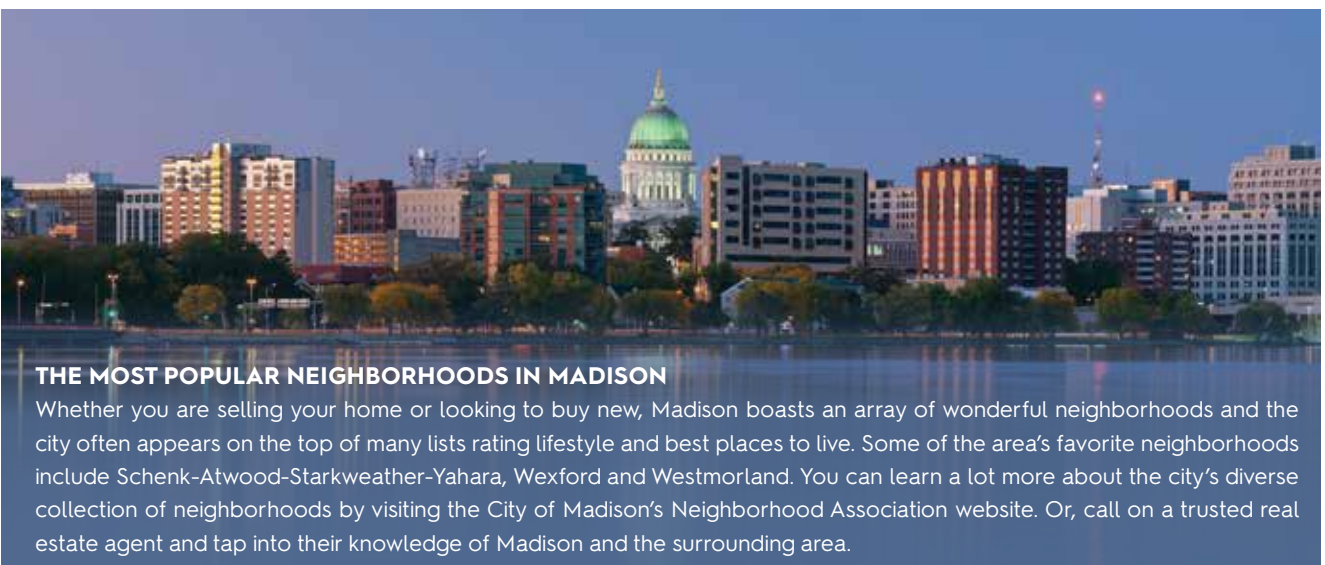 THE MOST POPULAR NEIGHBORHOODS IN MADISON
Whether you are selling your home or looking to buy new, Madison boasts an array of wonderful neighborhoods and the
city often appears on the top of many lists rating lifestyle and best places to live. Some of the area's favorite neighborhoods
include Schenk-Atwood-Starkweather-Yahara, Wexford and Westmorland. You can learn a lot more about the city's diverse
collection of neighborhoods by visiting the City of Madison's Neighborhood Association website. Or, call on a trusted real
estate agent and tap into their knowledge of Madison and the surrounding area.